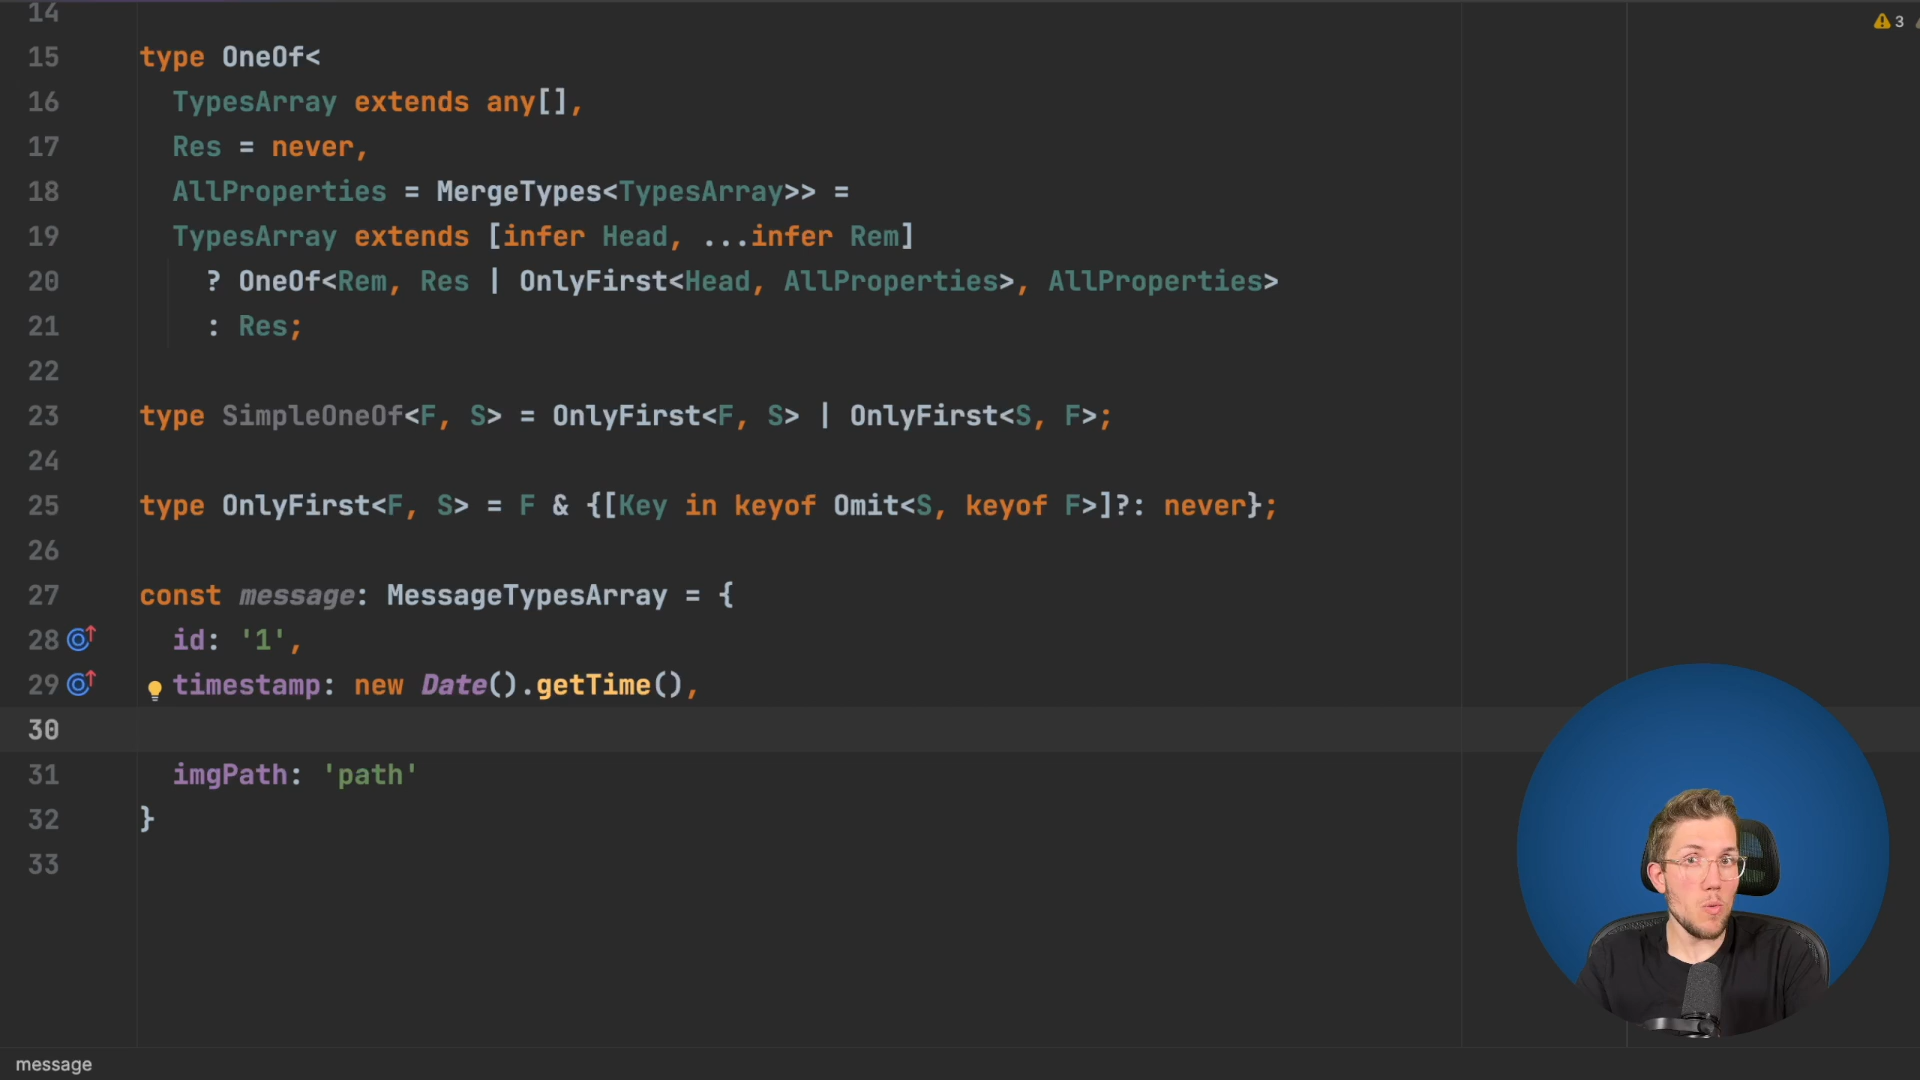 14
⚠ 3
15 type OneOf<
16   TypesArray extends any[],
17   Res = never,
18   AllProperties = MergeTypes<TypesArray>> =
19   TypesArray extends [infer Head, ...infer Rem]
20     ? OneOf<Rem, Res | OnlyFirst<Head, AllProperties>, AllProperties>
21     : Res;
22
23 type SimpleOneOf<F, S> = OnlyFirst<F, S> | OnlyFirst<S, F>;
24
25 type OnlyFirst<F, S> = F & {[Key in keyof Omit<S, keyof F>]?: never};
26
27 const message: MessageTypesArray = {
28   id: '1',
29   timestamp: new Date().getTime(),
30
31   imgPath: 'path'
32 }
33
message